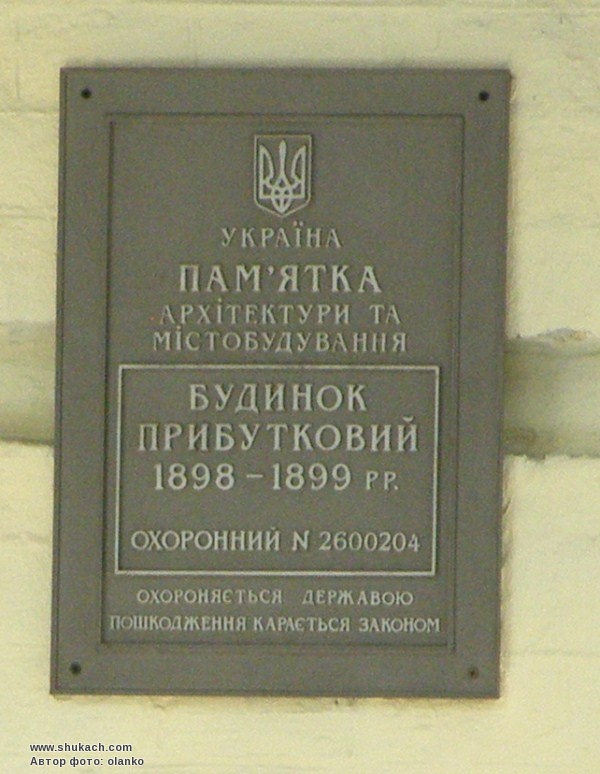 УКРАЇНА
ПАМ'ЯТКА
АРХІТЕКТУРИ ТА
МІСТОБУДУВАННЯ
БУДИНОК
ПРИБУТКОВИЙ
1898 – 1899 РР.
ОХОРОННИЙ N 2600204
ОХОРОНЯЄТЬСЯ ДЕРЖАВОЮ
ПОШКОДЖЕННЯ КАРАЄТЬСЯ ЗАКОНОМ
www.shukach.com
Автор фото: olanko